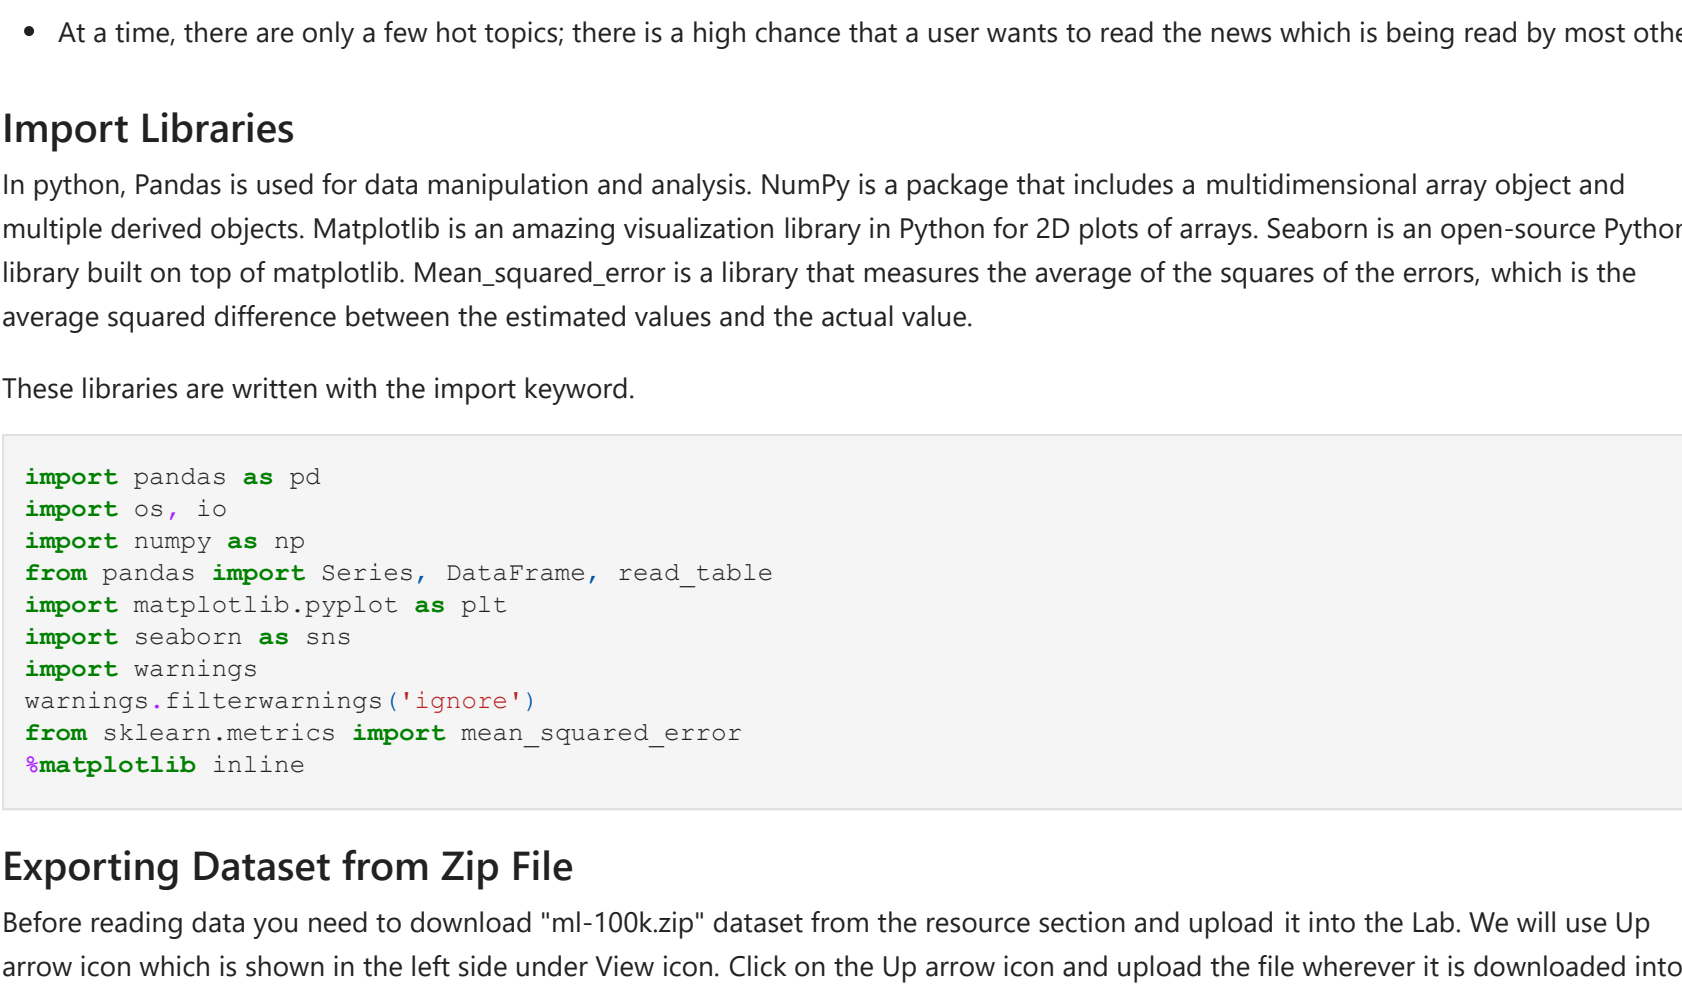 • At a time, there are only a few hot topics; there is a high chance that a user wants to read the news which is being read by most othe
Import Libraries
In python, Pandas is used for data manipulation and analysis. NumPy is a package that includes a multidimensional array object and
multiple derived objects. Matplotlib is an amazing visualization library in Python for 2D plots of arrays. Seaborn is an open-source Python
library built on top of matplotlib. Mean_squared_error is a library that measures the average of the squares of the errors, which is the
average squared difference between the estimated values and the actual value.
These libraries are written with the import keyword.
import pandas as pd
import os, io
import numpy as np
from pandas import Series, DataFrame, read_table
import matplotlib.pyplot as plt
import seaborn as sns
import warnings
warnings.filterwarnings('ignore')
from sklearn.metrics import mean_squared_error
%matplotlib inline
Exporting Dataset from Zip File
Before reading data you need to download "ml-100k.zip" dataset from the resource section and upload it into the Lab. We will use Up
arrow icon which is shown in the left side under View icon. Click on the Up arrow icon and upload the file wherever it is downloaded into